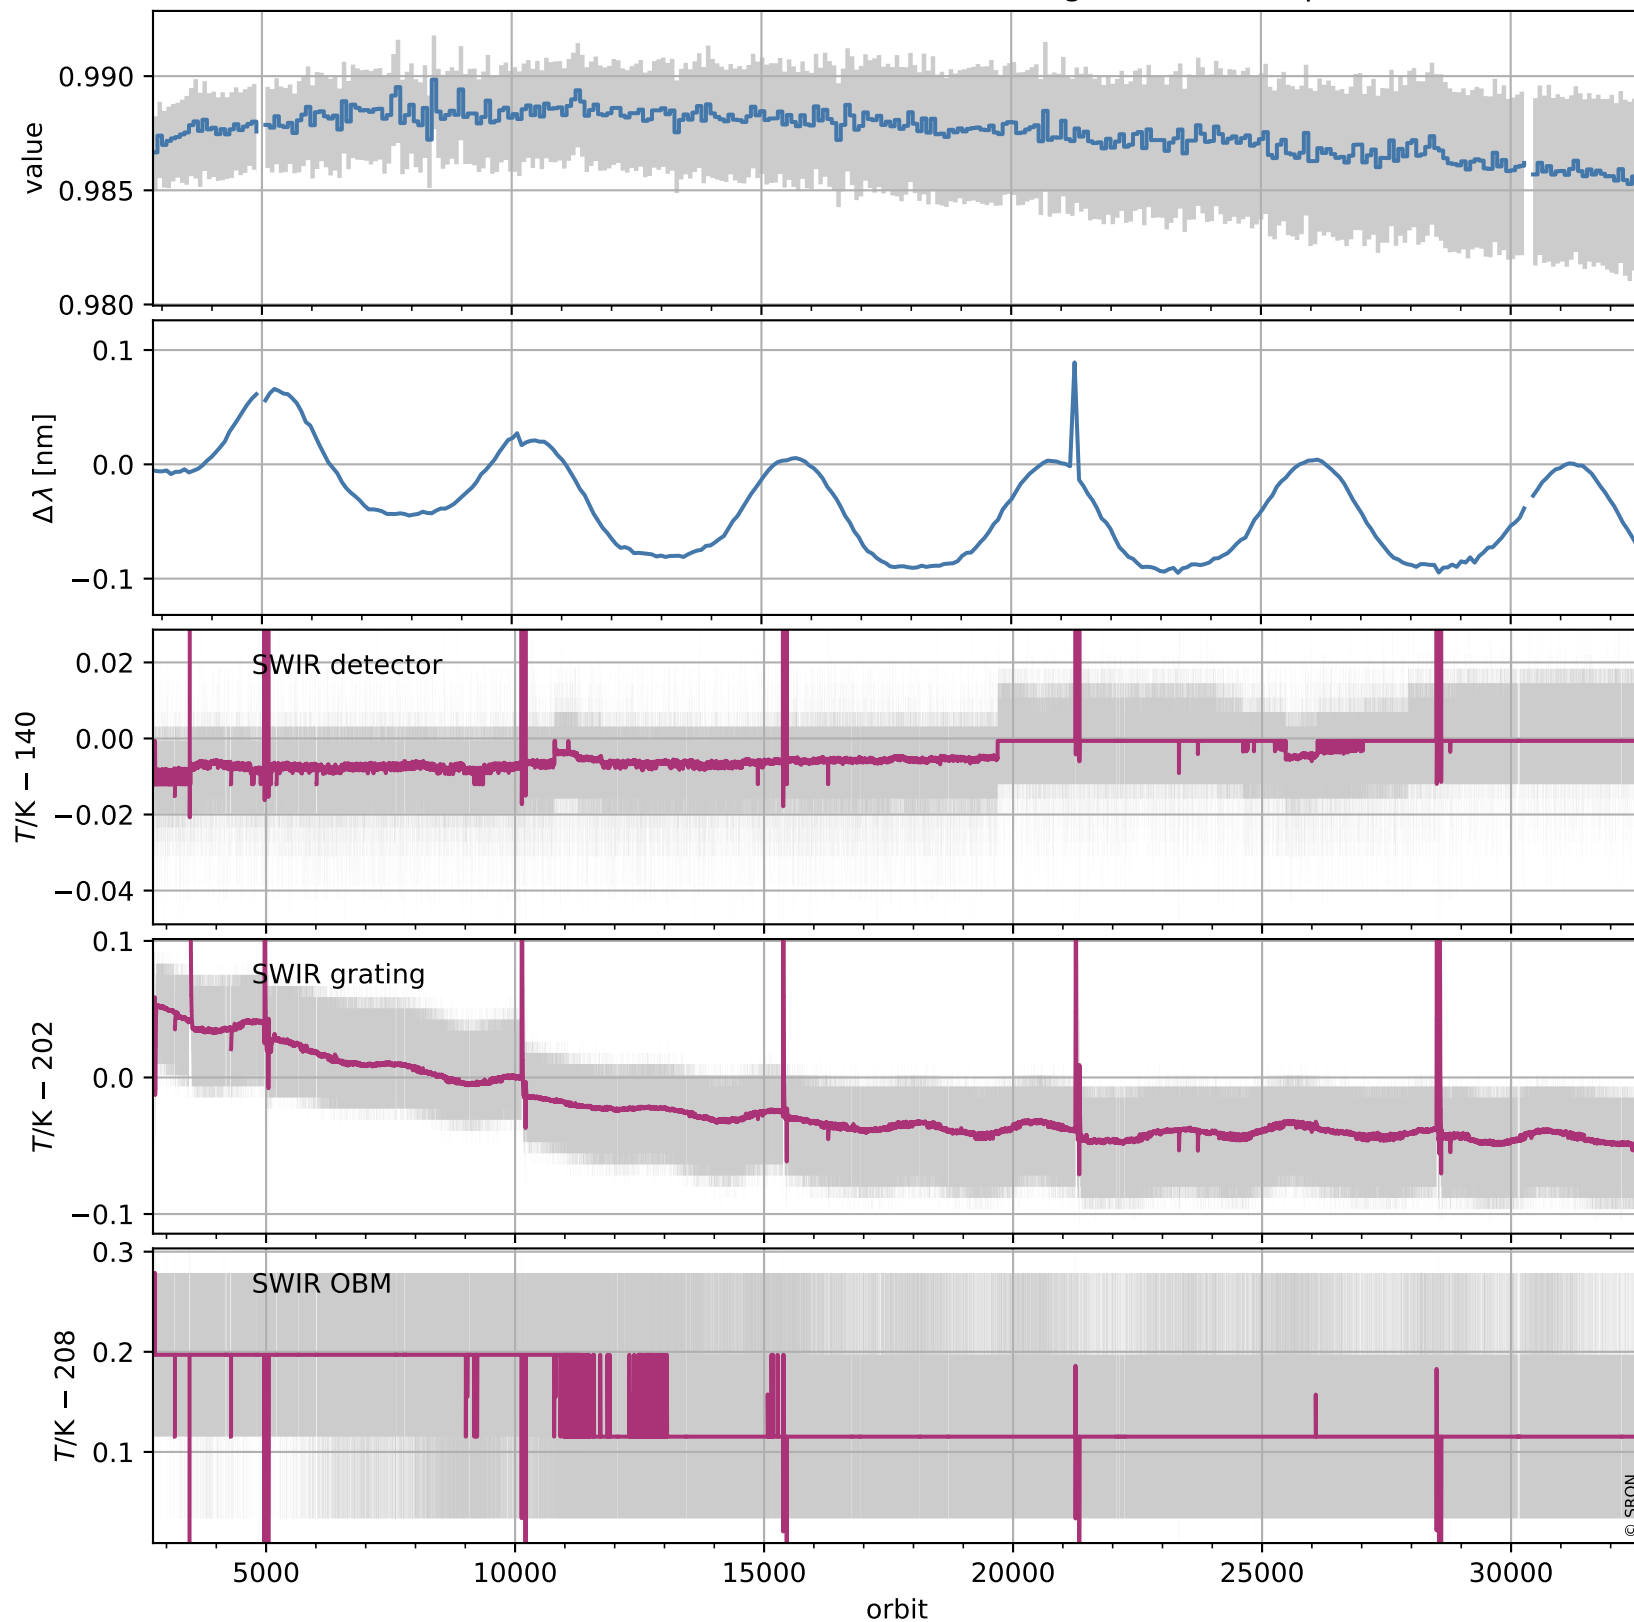 0.990
0.985
0.980
value
0.1
0.0
−0.1
Δλ [nm]
SWIR detector
0.02
0.00
−0.02
−0.04
T/K − 140
SWIR grating
0.1
0.0
−0.1
T/K − 202
SWIR OBM
0.3
0.2
0.1
T/K − 208
© SRON
5000 10000 15000 20000 25000 30000
orbit